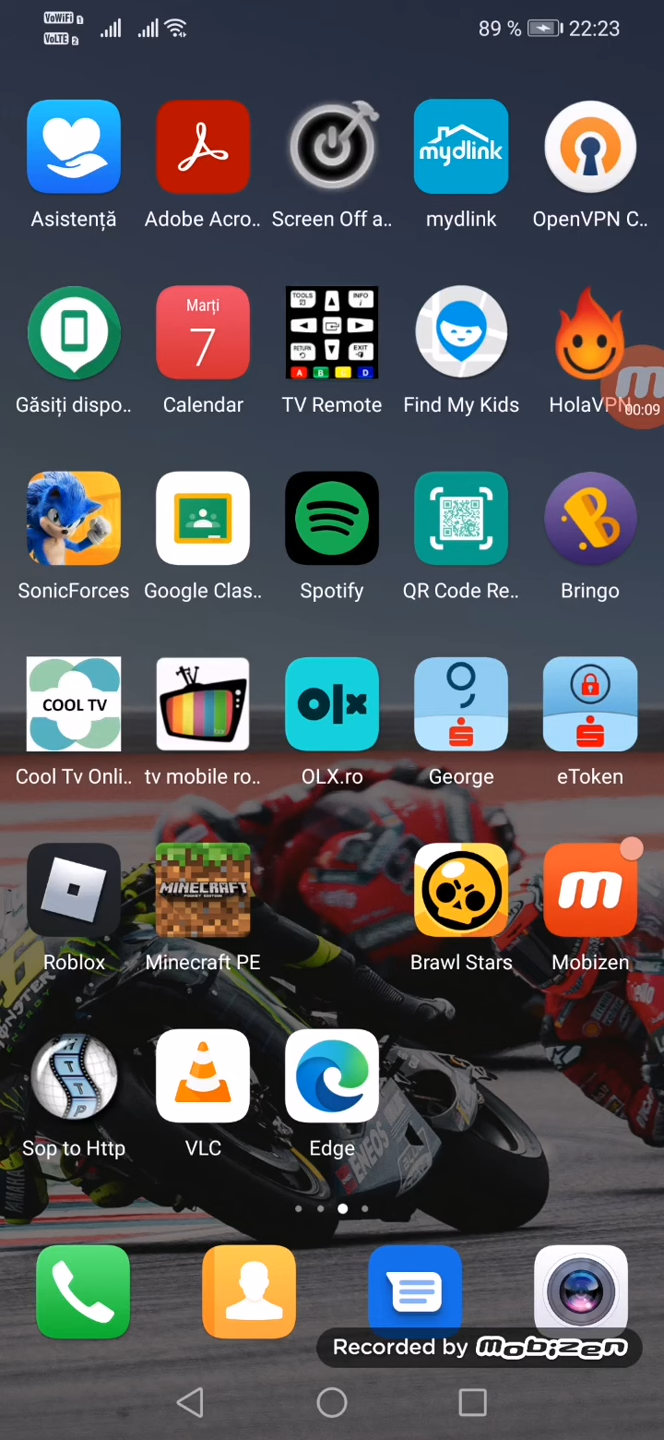 VoWiFi 1
VoLTE 2
89 % 22:23
mydlink
Asistență
Adobe Acro..
Screen Off a..
mydlink
OpenVPN C..
Marți
7
TOOLS INFO
RETURN EXIT
A B C D
00:09
Găsiți dispo..
Calendar
TV Remote
Find My Kids
HolaVPN
SonicForces
Google Clas..
Spotify
QR Code Re..
Bringo
COOL TV
olx
Cool Tv Onli..
tv mobile ro..
OLX.ro
George
eToken
MINECRAFT
Roblox
Minecraft PE
Brawl Stars
Mobizen
HTTP
ENEOS
Sop to Http
VLC
Edge
Recorded by Mobizen